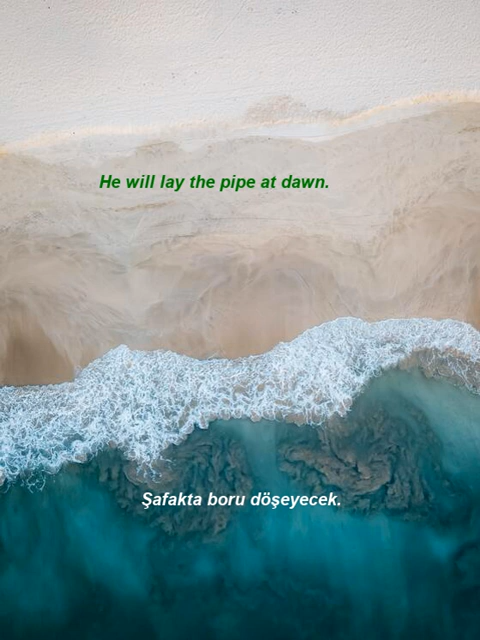 He will lay the pipe at dawn.
Şafakta boru döşeyecek.